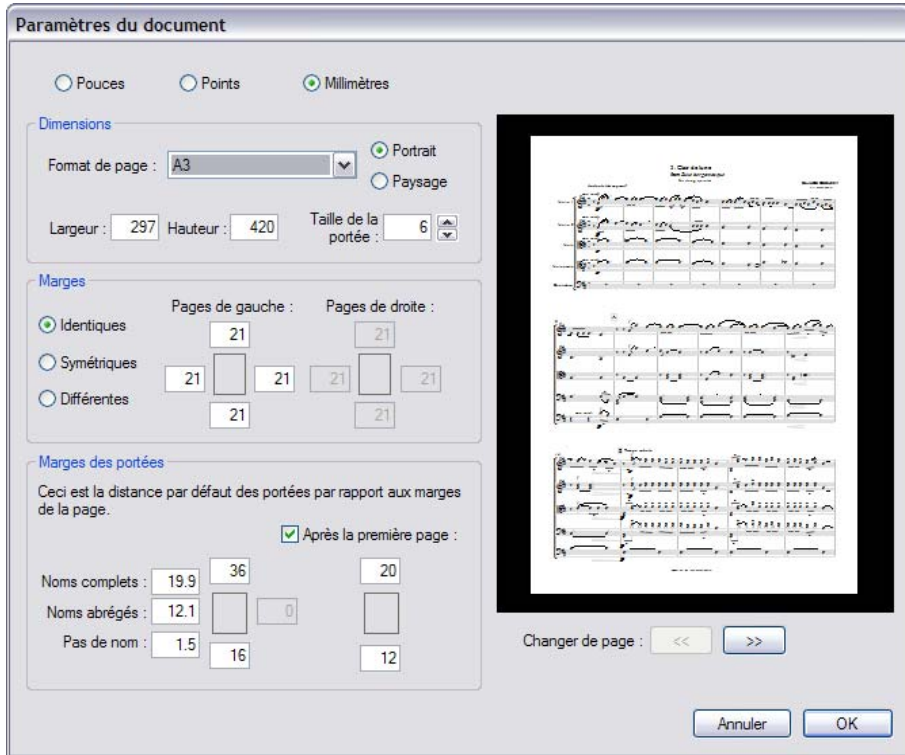 Paramètres du document
Pouces Points Millimètres
Dimensions
Format de page : A3
Portrait
Paysage
Largeur : 297 Hauteur : 420 Taille de la portée : 6
Marges
Pages de gauche : Pages de droite :
Identiques
Symétriques
Différentes
21 21
21 21 21 21
21 21
Marges des portées
Ceci est la distance par défaut des portées par rapport aux marges
de la page.
Après la première page :
36 20
Noms complets : 19.9
Noms abrégés : 12.1 0
Pas de nom : 1.5
16 12
Changer de page : << >>
Annuler OK